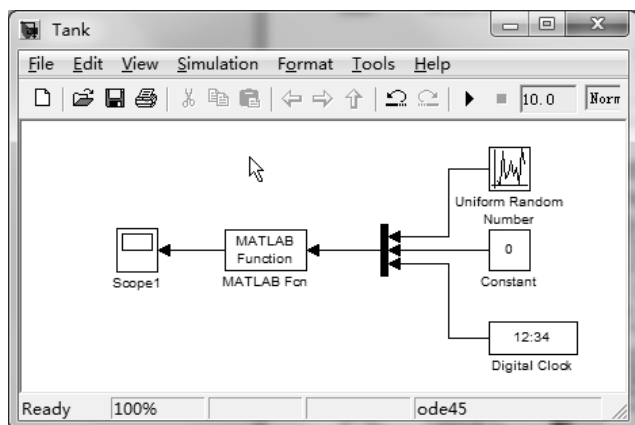 Tank
File Edit View Simulation Format Tools Help
10.0 Norm
Uniform Random
Number
MATLAB
Function
0
Scope1
MATLAB Fcn
Constant
12:34
Digital Clock
Ready 100% ode45